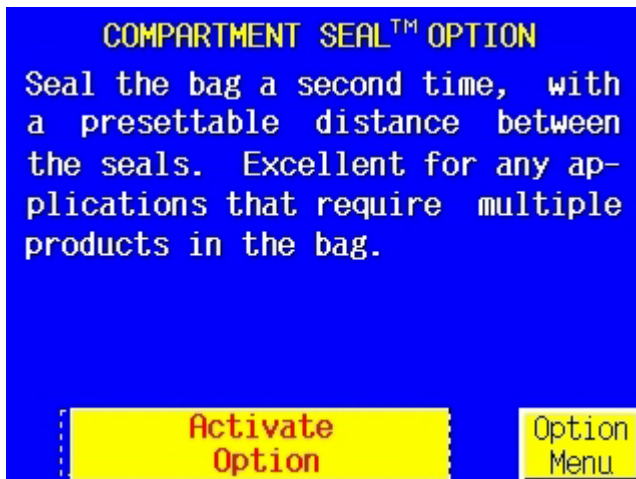 COMPARTMENT SEAL™ OPTION
Seal the bag a second time, with
a presettable distance between
the seals. Excellent for any ap-
plications that require multiple
products in the bag.
Activate
Option
Option
Menu